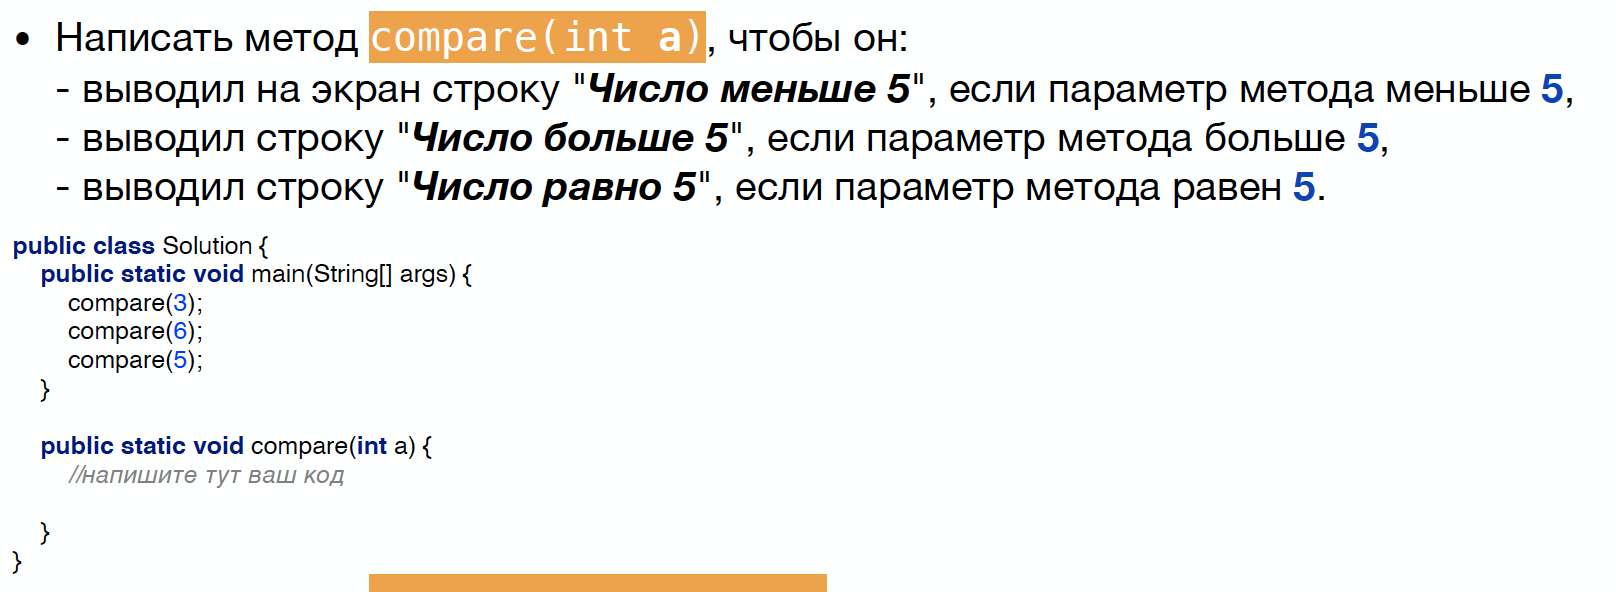 • Написать метод compare(int a), чтобы он:
- выводил на экран строку "Число меньше 5", если параметр метода меньше 5,
- выводил строку "Число больше 5", если параметр метода больше 5,
- выводил строку "Число равно 5", если параметр метода равен 5.
public class Solution {
public static void main(String[] args) {
compare(3);
compare(6);
compare(5);
}
public static void compare(int a) {
//напишите тут ваш код
}
}